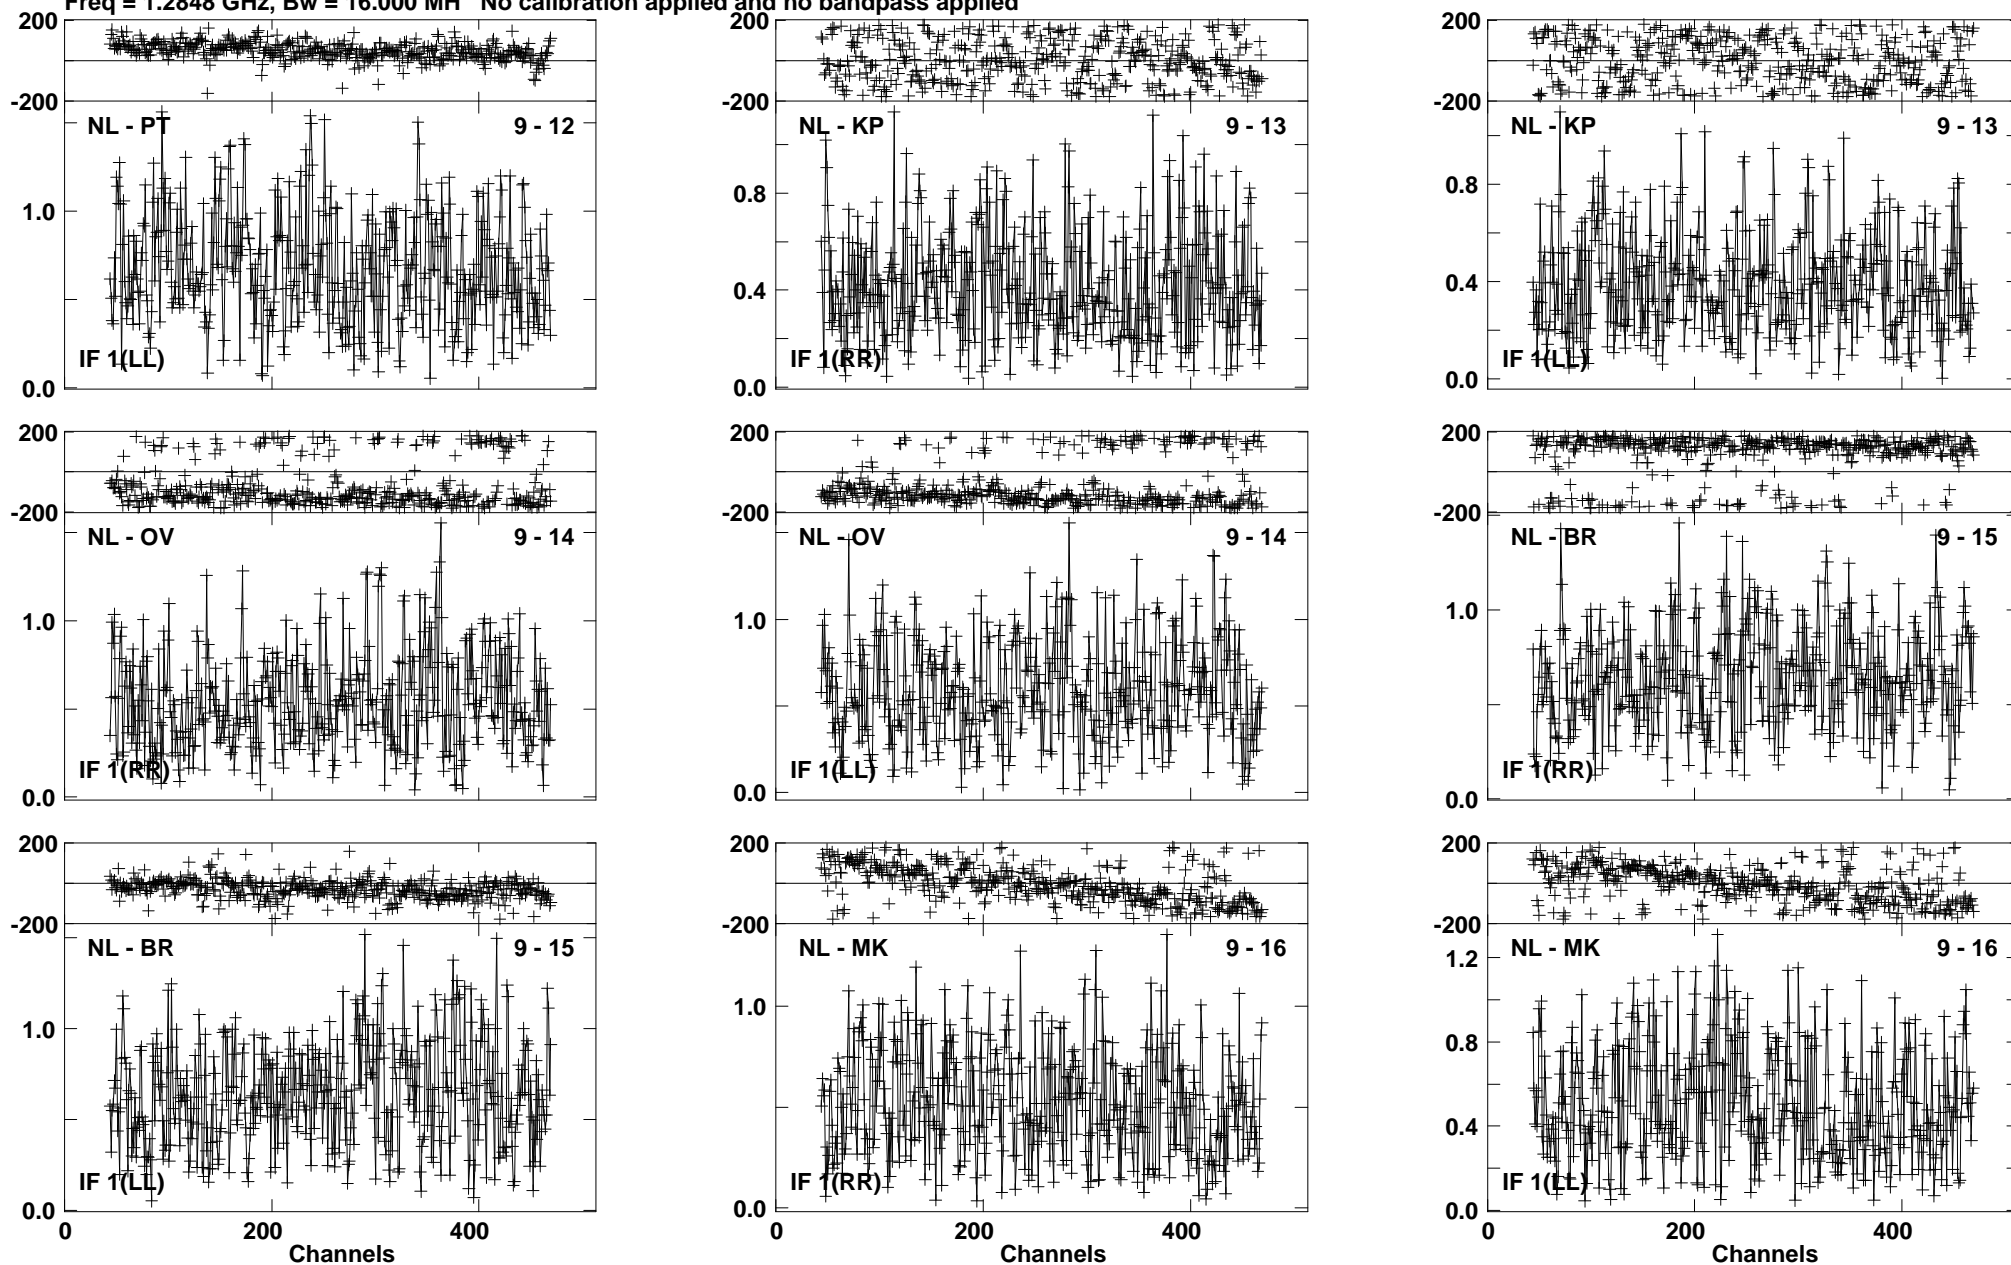 Freq = 1.2848 GHz, Bw = 16.000 MH No calibration applied and no bandpass applied
200 200 200
-200 -200 -200
NL - PT 9 - 12 NL - KP 9 - 13 NL - KP 9 - 13
1.0 0.8 0.8
0.4 0.4
IF 1(LL) IF 1(RR) IF 1(LL)
0.0 0.0 0.0
200 200 200
-200 -200 -200
NL - OV 9 - 14 NL - OV 9 - 14 NL - BR 9 - 15
1.0 1.0 1.0
IF 1(RR) IF 1(LL) IF 1(RR)
0.0 0.0 0.0
200 200 200
-200 -200 -200
NL - BR 9 - 15 NL - MK 9 - 16 NL - MK 9 - 16
1.2
1.0 1.0 0.8
0.4
IF 1(LL) IF 1(RR) IF 1(LL)
0.0 0.0 0.0
0 200 400 0 200 400 0 200 400
Channels Channels Channels